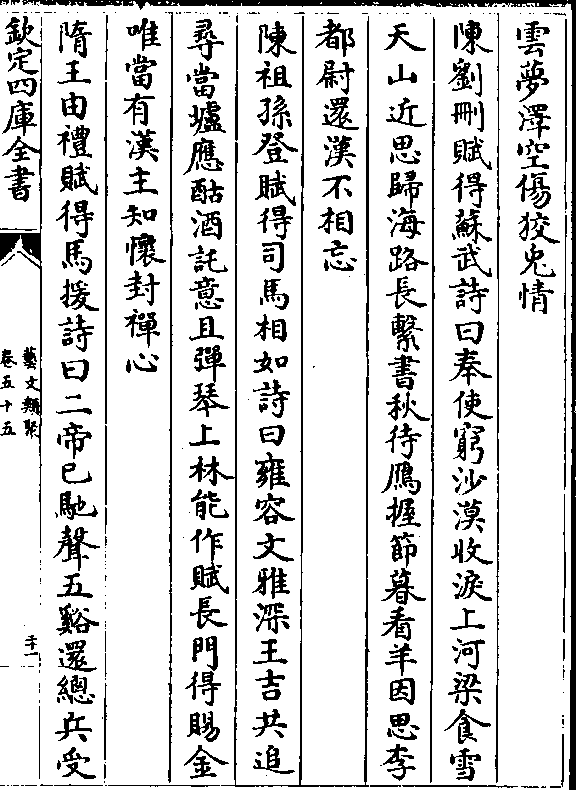 雲夢澤空傷狡兎情
陳劉刪賦得蘇武詩曰奉使窮沙漠收淚上河梁食雪
天山近思歸海路長繫書秋待鴈握節暮看羊因思李
都尉還漢不相忘
陳祖孫登賦得司馬相如詩曰雍容文雅深王吉共追
尋當壚應酤酒託意且彈琴上林能作賦長門得賜金
唯當有漢主知懷封禪心
隋王由禮賦得馬援詩曰二帝已馳聲五谿還總兵受
欽定四庫全書
藝文類聚
卷五十五
二十一